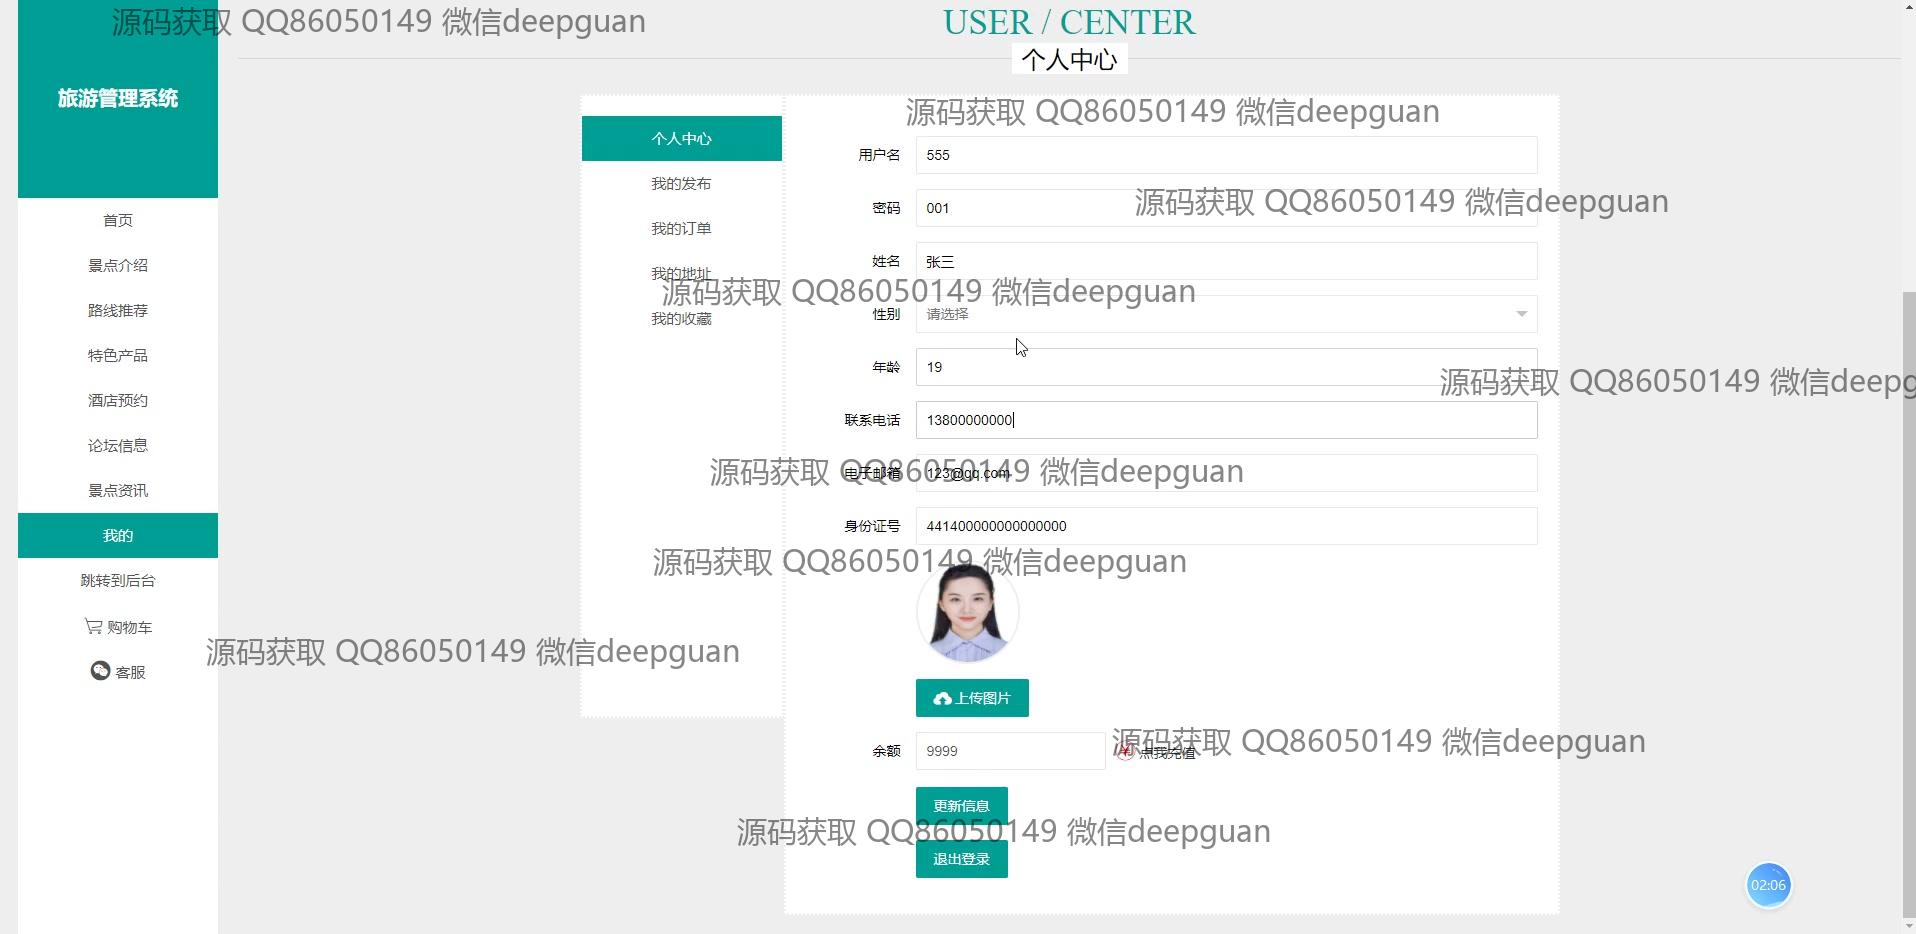 源码获取 QQ86050149 微信deepguan
USER / CENTER
个人中心
旅游管理系统
首页
景点介绍
路线推荐
特色产品
酒店预约
论坛信息
景点资讯
我的
跳转到后台
购物车
客服
个人中心
我的发布
我的订单
我的地址
我的收藏
源码获取 QQ86050149 微信deepguan
用户名 555
密码 001
源码获取 QQ86050149 微信deepguan
姓名 张三
源码获取 QQ86050149 微信deepguan
性别 请选择
年龄 19
源码获取 QQ86050149 微信deepg
联系电话 13800000000
电子邮箱 123@qq.com
源码获取 QQ86050149 微信deepguan
身份证号 441400000000000000
源码获取 QQ86050149 微信deepguan
源码获取 QQ86050149 微信deepguan
上传图片
余额 9999 点我充值
源码获取 QQ86050149 微信deepguan
更新信息
源码获取 QQ86050149 微信deepguan
退出登录
02:06